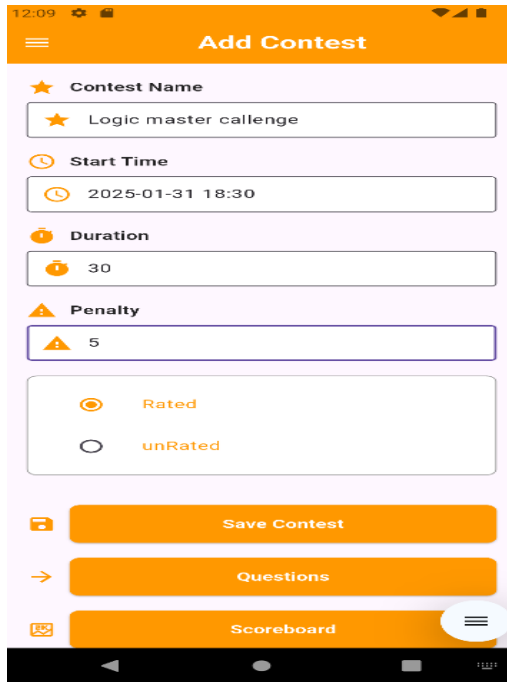 12:09
Add Contest
Contest Name
Logic master callenge
Start Time
2025-01-31 18:30
Duration
30
Penalty
5
Rated
unRated
Save Contest
Questions
Scoreboard